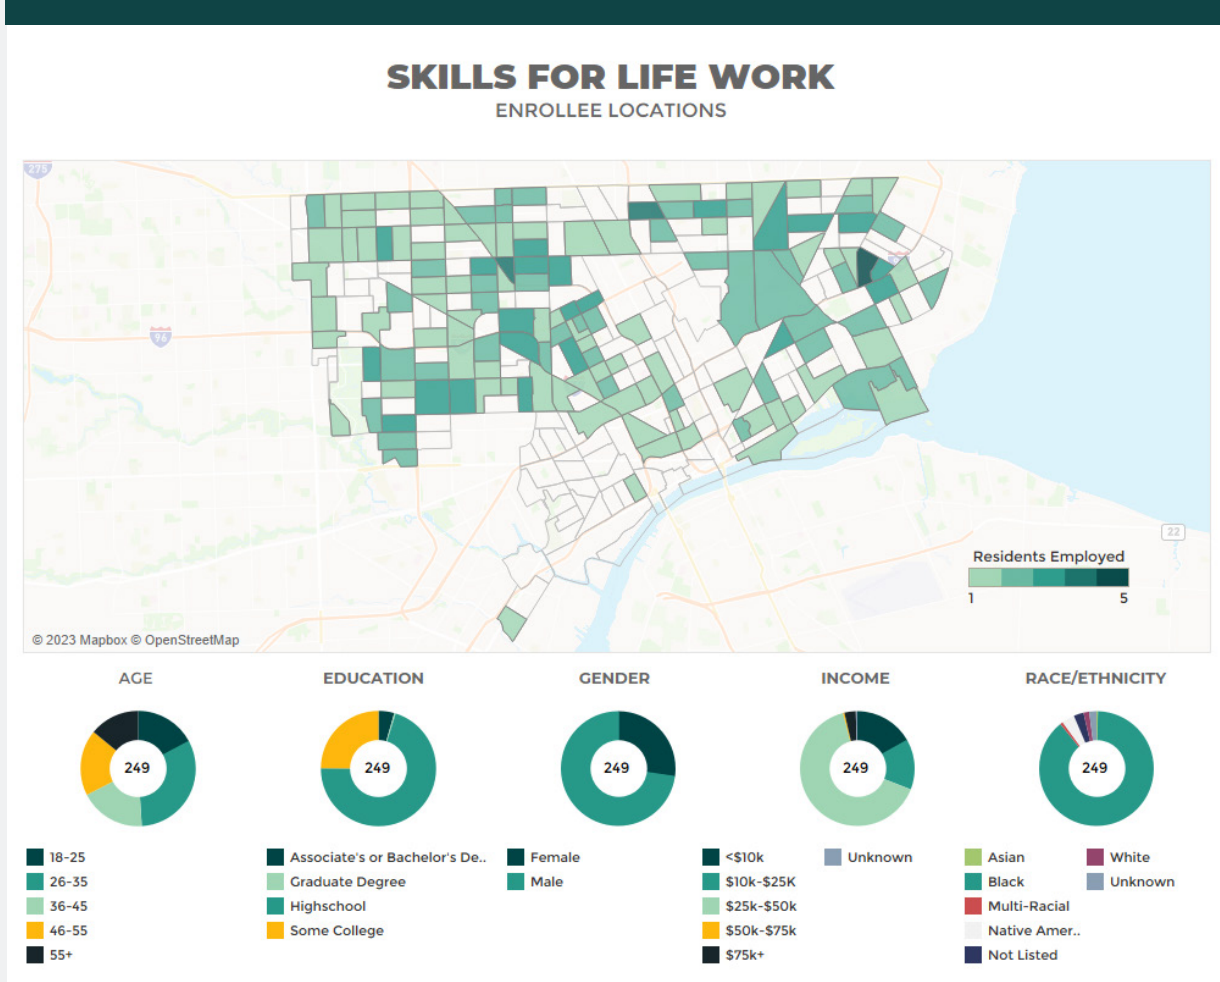 SKILLS FOR LIFE WORK
ENROLLEE LOCATIONS
275
96
22
Residents Employed
1 5
© 2023 Mapbox © OpenStreetMap
AGE EDUCATION GENDER INCOME RACE/ETHNICITY
249 249 249 249 249
18-25
26-35
36-45
46-55
55+
Associate's or Bachelor's De..
Graduate Degree
Highschool
Some College
Female
Male
<$10k
$10k-$25K
$25k-$50k
$50k-$75k
$75k+
Unknown
Asian
Black
Multi-Racial
Native Amer..
Not Listed
White
Unknown